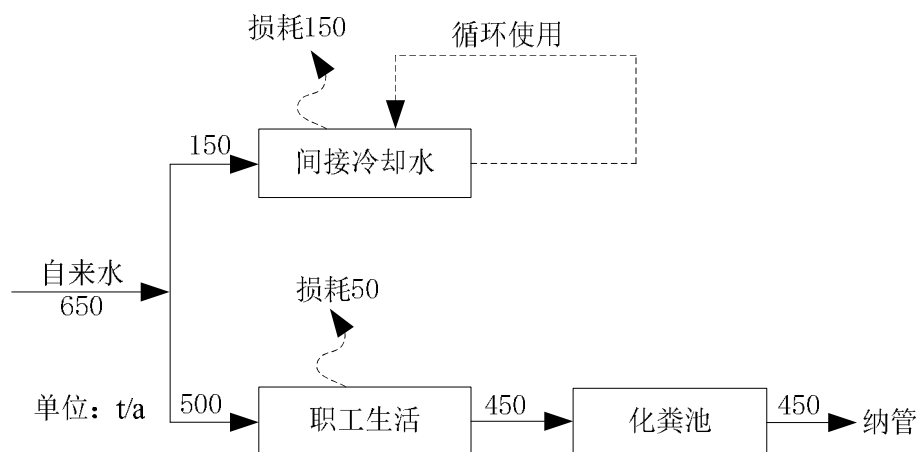 损耗150
循环使用
150
间接冷却水
自来水
650
损耗50
单位：t/a
500
职工生活
450
化粪池
450
纳管